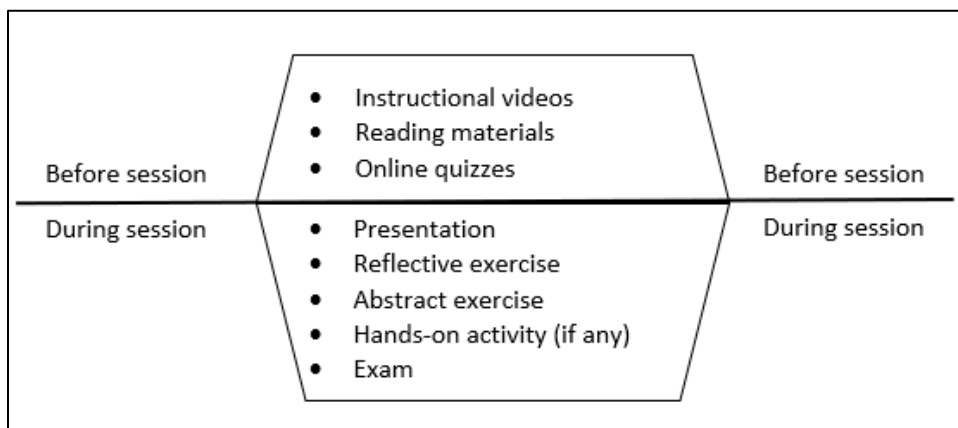 • Instructional videos
• Reading materials
• Online quizzes
Before session
Before session
During session
During session
• Presentation
• Reflective exercise
• Abstract exercise
• Hands-on activity (if any)
• Exam